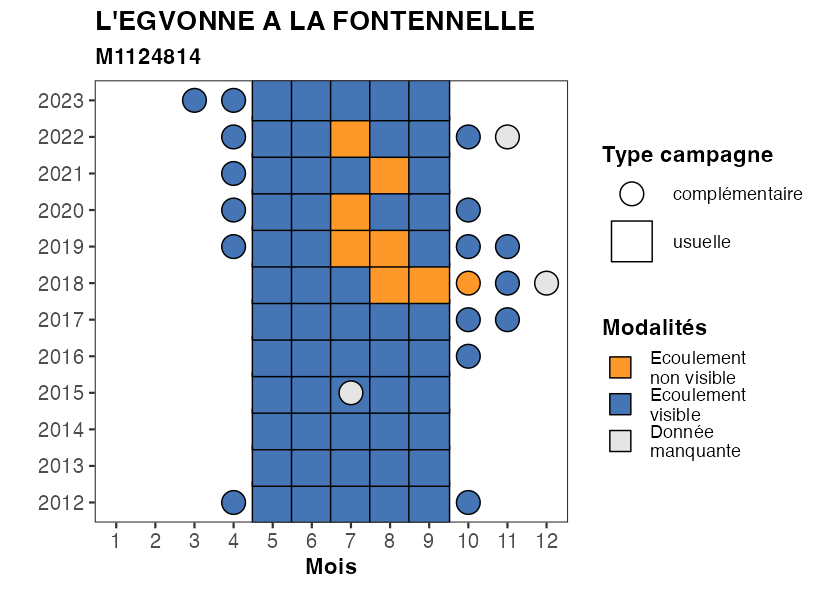 L'EGVONNE A LA FONTENNELLE
M1124814
2023
2022
2021
2020
2019
2018
2017
2016
2015
2014
2013
2012
1 2 3 4 5 6 7 8 9 10 11 12
Mois
Type campagne
complémentaire
usuelle
Modalités
Ecoulement
non visible
Ecoulement
visible
Donnée
manquante